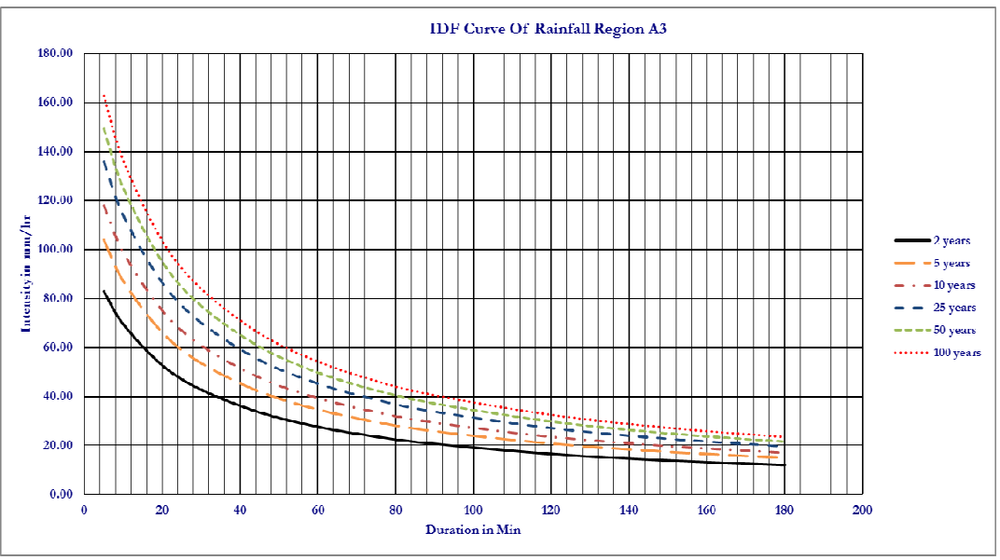 IDF Curve Of Rainfall Region A3
180.00
160.00
140.00
120.00
100.00
80.00
60.00
40.00
20.00
0.00
Intensity in mm/hr
0 20 40 60 80 100 120 140 160 180 200
Duration in Min
2 years
5 years
10 years
25 years
50 years
100 years